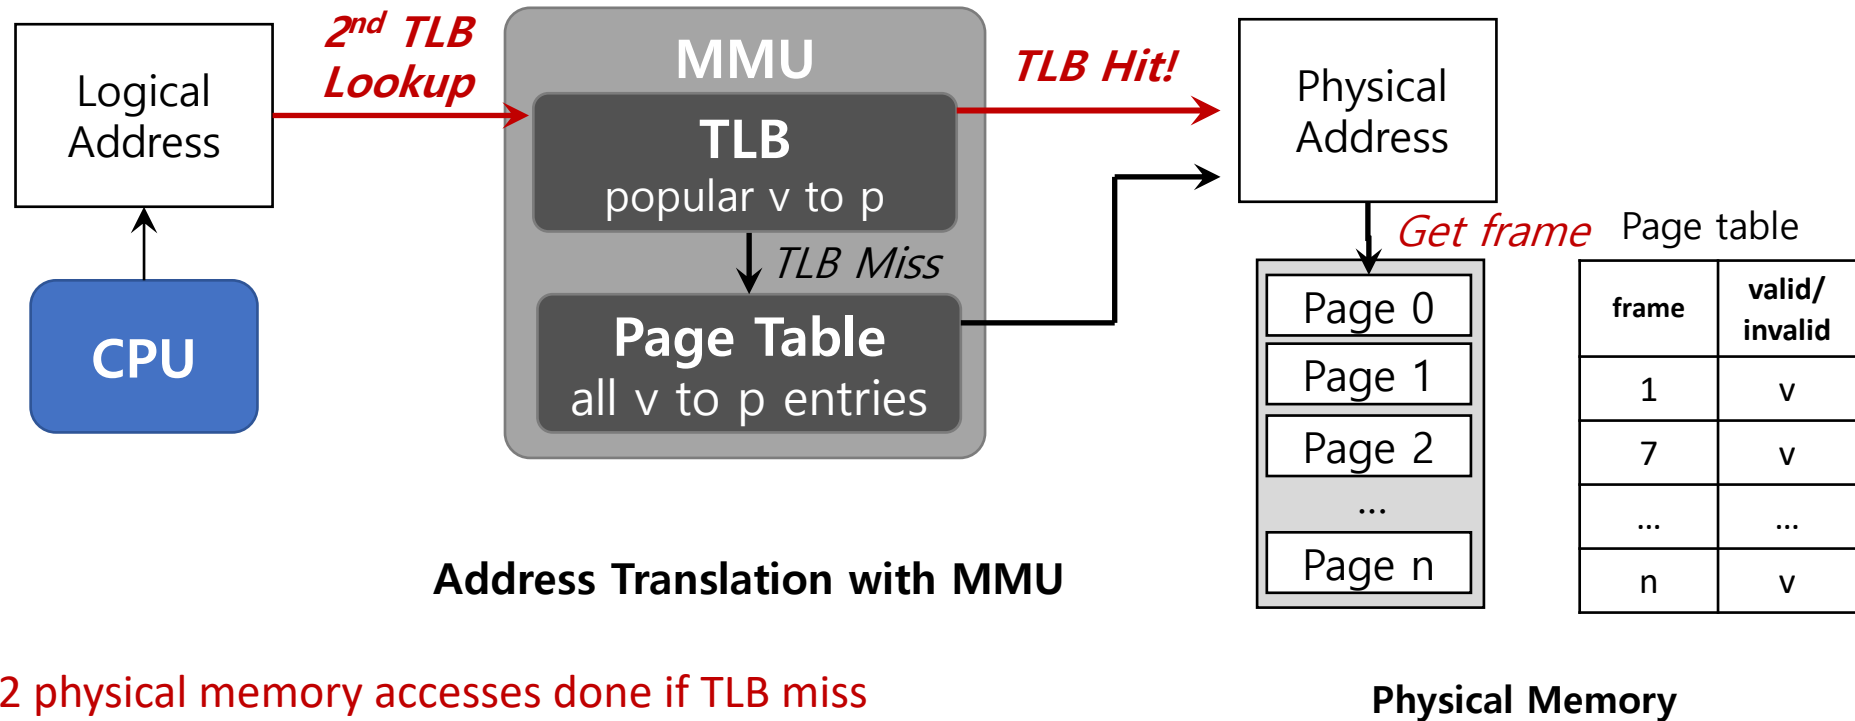 2nd TLB
Lookup
Logical
Address
CPU
MMU
TLB
popular v to p
TLB Miss
Page Table
all v to p entries
TLB Hit!
Physical
Address
Get frame
Page 0
Page 1
Page 2
...
Page n
Page table
frame valid/
invalid
1 v
7 v
... ...
n v
Address Translation with MMU
2 physical memory accesses done if TLB miss
Physical Memory